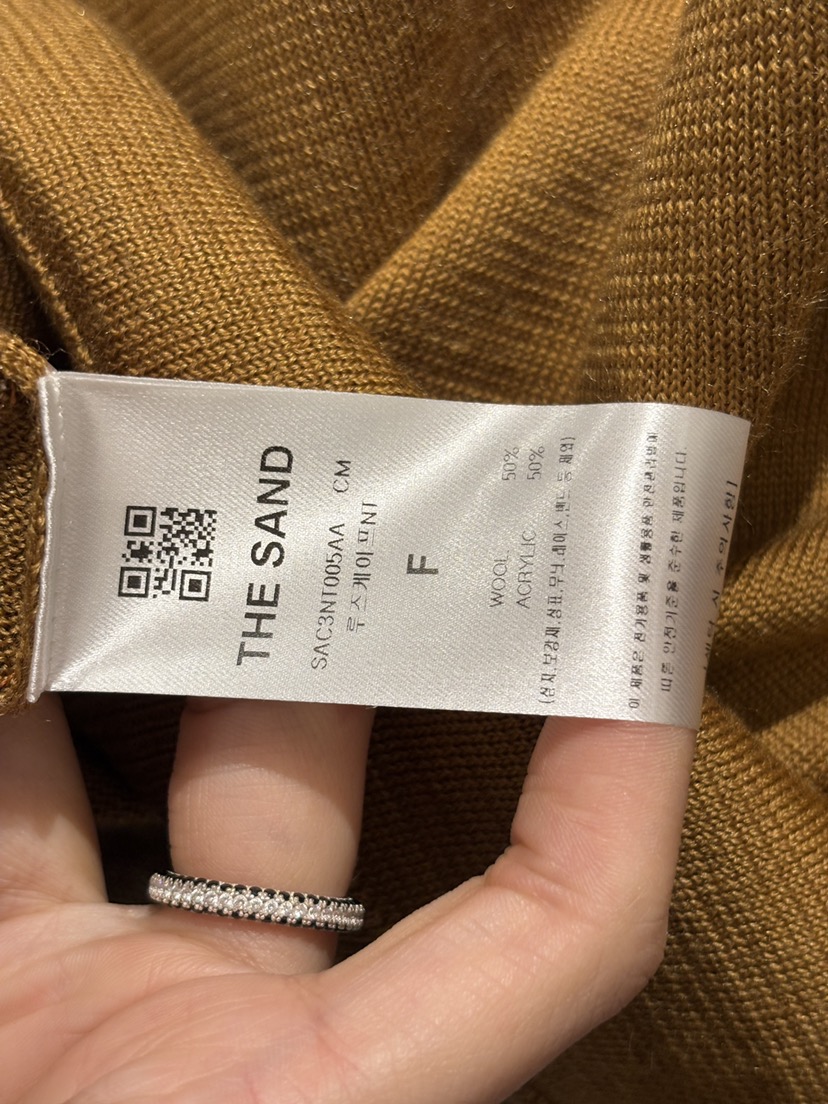 THE SAND
SAC3NT005AA CM
루즈케이프NT
F
WOOL 50%
ACRYLIC 50%
(심지,보강재,상표,무늬,레이스,밴드 등 제외)
이 제품은 전기용품 및 생활용품 안전관리법에
따른 안전기준을 준수한 제품입니다